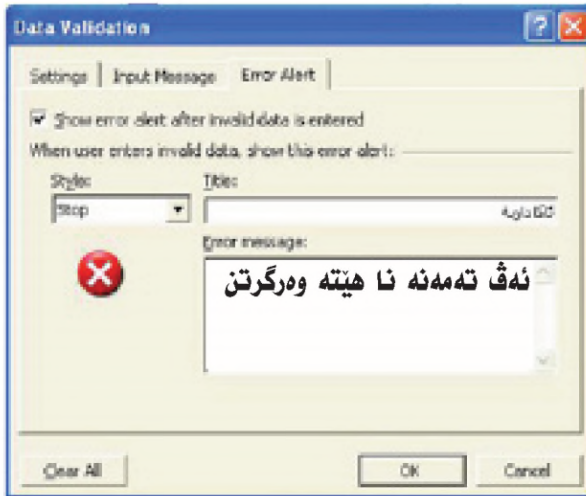 Data Validation
Settings Input Message Error Alert
Show error alert after invalid data is entered
When user enters invalid data, show this error alert:
Style: Title:
Stop
Error message:
ئەڤ تەمەنە نا هێتە وەرگرتن
Clear All OK Cancel